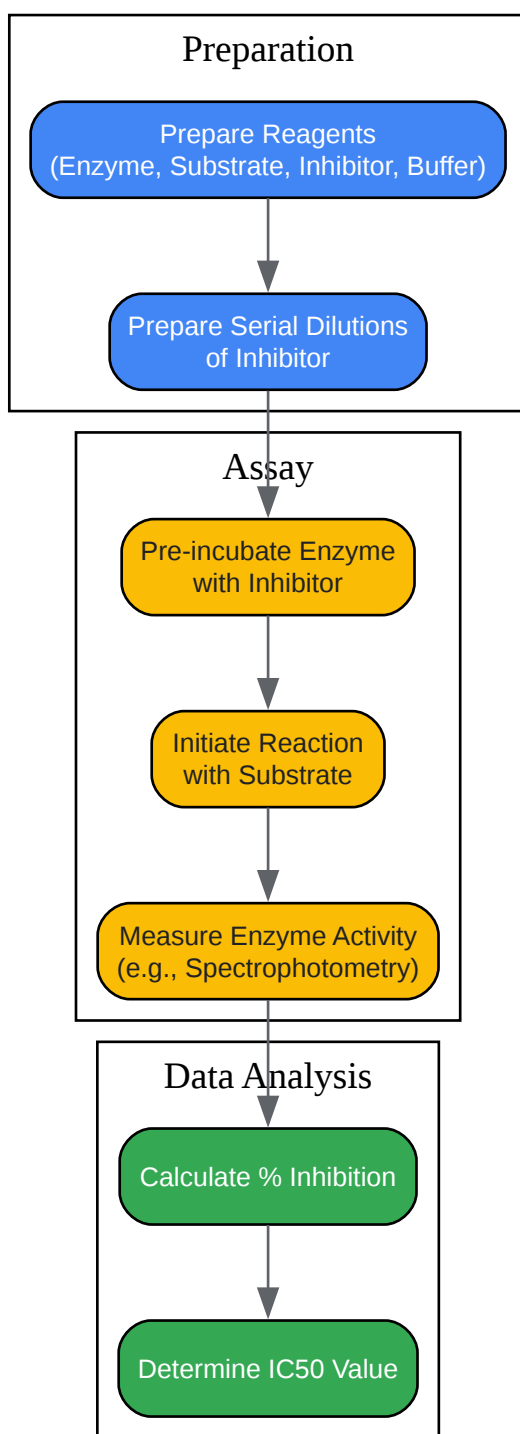 Preparation
Prepare Reagents
(Enzyme, Substrate, Inhibitor, Buffer)
Prepare Serial Dilutions
of Inhibitor
Assay
Pre-incubate Enzyme
with Inhibitor
Initiate Reaction
with Substrate
Measure Enzyme Activity
(e.g., Spectrophotometry)
Data Analysis
Calculate % Inhibition
Determine IC50 Value